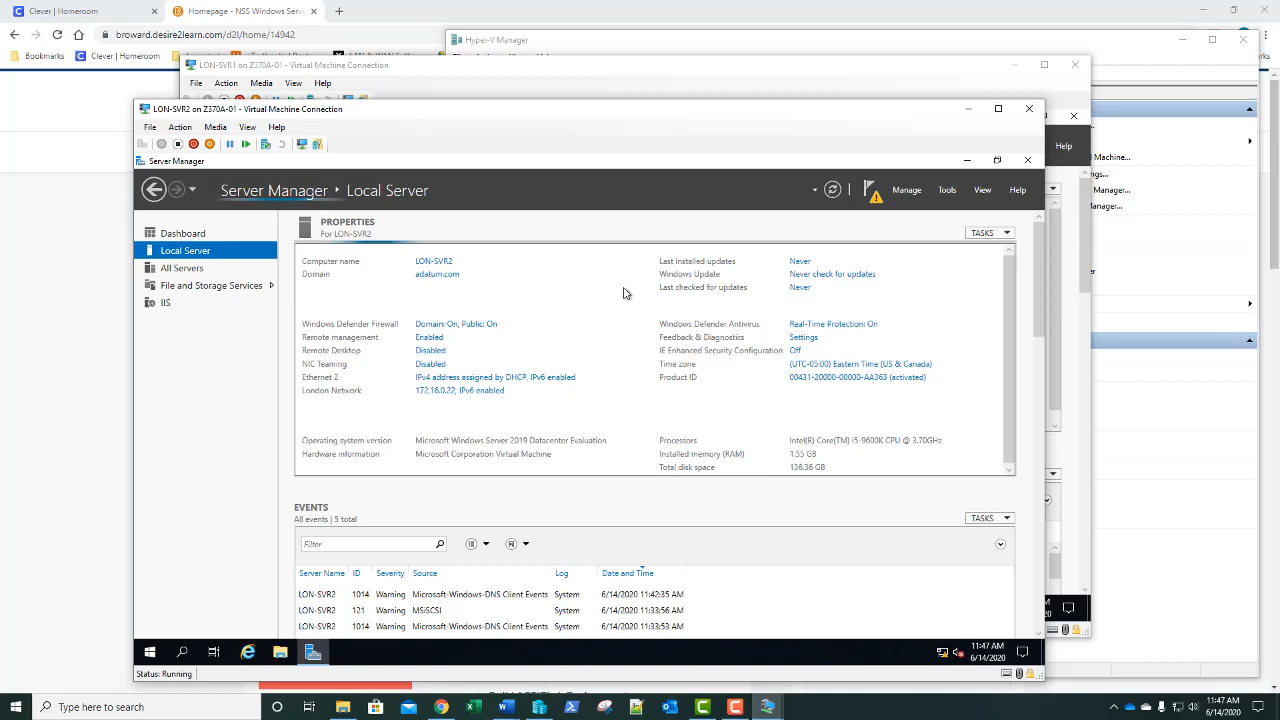 Clever | Homeroom
Homepage - NSS Windows Serv
broward.desire2learn.com/d2l/home/14942
Bookmarks
Clever | Homeroom
Hyper-V Manager
LON-SVR1 on Z370A-01 - Virtual Machine Connection
File Action Media View Help
LON-SVR2 on Z370A-01 - Virtual Machine Connection
File Action Media View Help
Help
Machine...
ngs...
Manager...
Manager...
Server Manager
Server Manager
Local Server
Manage Tools View Help
Dashboard
Local Server
All Servers
File and Storage Services
IIS
PROPERTIES
For LON-SVR2
TASKS
Computer name LON-SVR2 Last installed updates Never
Domain adatum.com Windows Update Never check for updates
Last checked for updates Never
Windows Defender Firewall Domain: On, Public: On Windows Defender Antivirus Real-Time Protection: On
Remote management Enabled Feedback & Diagnostics Settings
Remote Desktop Disabled IE Enhanced Security Configuration Off
NIC Teaming Disabled Time zone (UTC-05:00) Eastern Time (US & Canada)
Ethernet 2 IPv4 address assigned by DHCP, IPv6 enabled Product ID 00431-20000-00000-AA363 (activated)
London Network 172.16.0.22, IPv6 enabled
Operating system version Microsoft Windows Server 2019 Datacenter Evaluation Processors Intel(R) Core(TM) i5-9600K CPU @ 3.70GHz
Hardware information Microsoft Corporation Virtual Machine Installed memory (RAM) 1.55 GB
Total disk space 136.36 GB
EVENTS
All events | 5 total
TASKS
Filter
Server Name ID Severity Source Log Date and Time
LON-SVR2 1014 Warning Microsoft-Windows-DNS Client Events System 6/14/2020 11:42:35 AM
LON-SVR2 121 Warning MSiSCSI System 6/14/2020 11:33:56 AM
LON-SVR2 1014 Warning Microsoft-Windows-DNS Client Events System 6/14/2020 11:33:53 AM
11:47 AM
6/14/2020
Status: Running
Type here to search
11:47 AM
6/14/2020